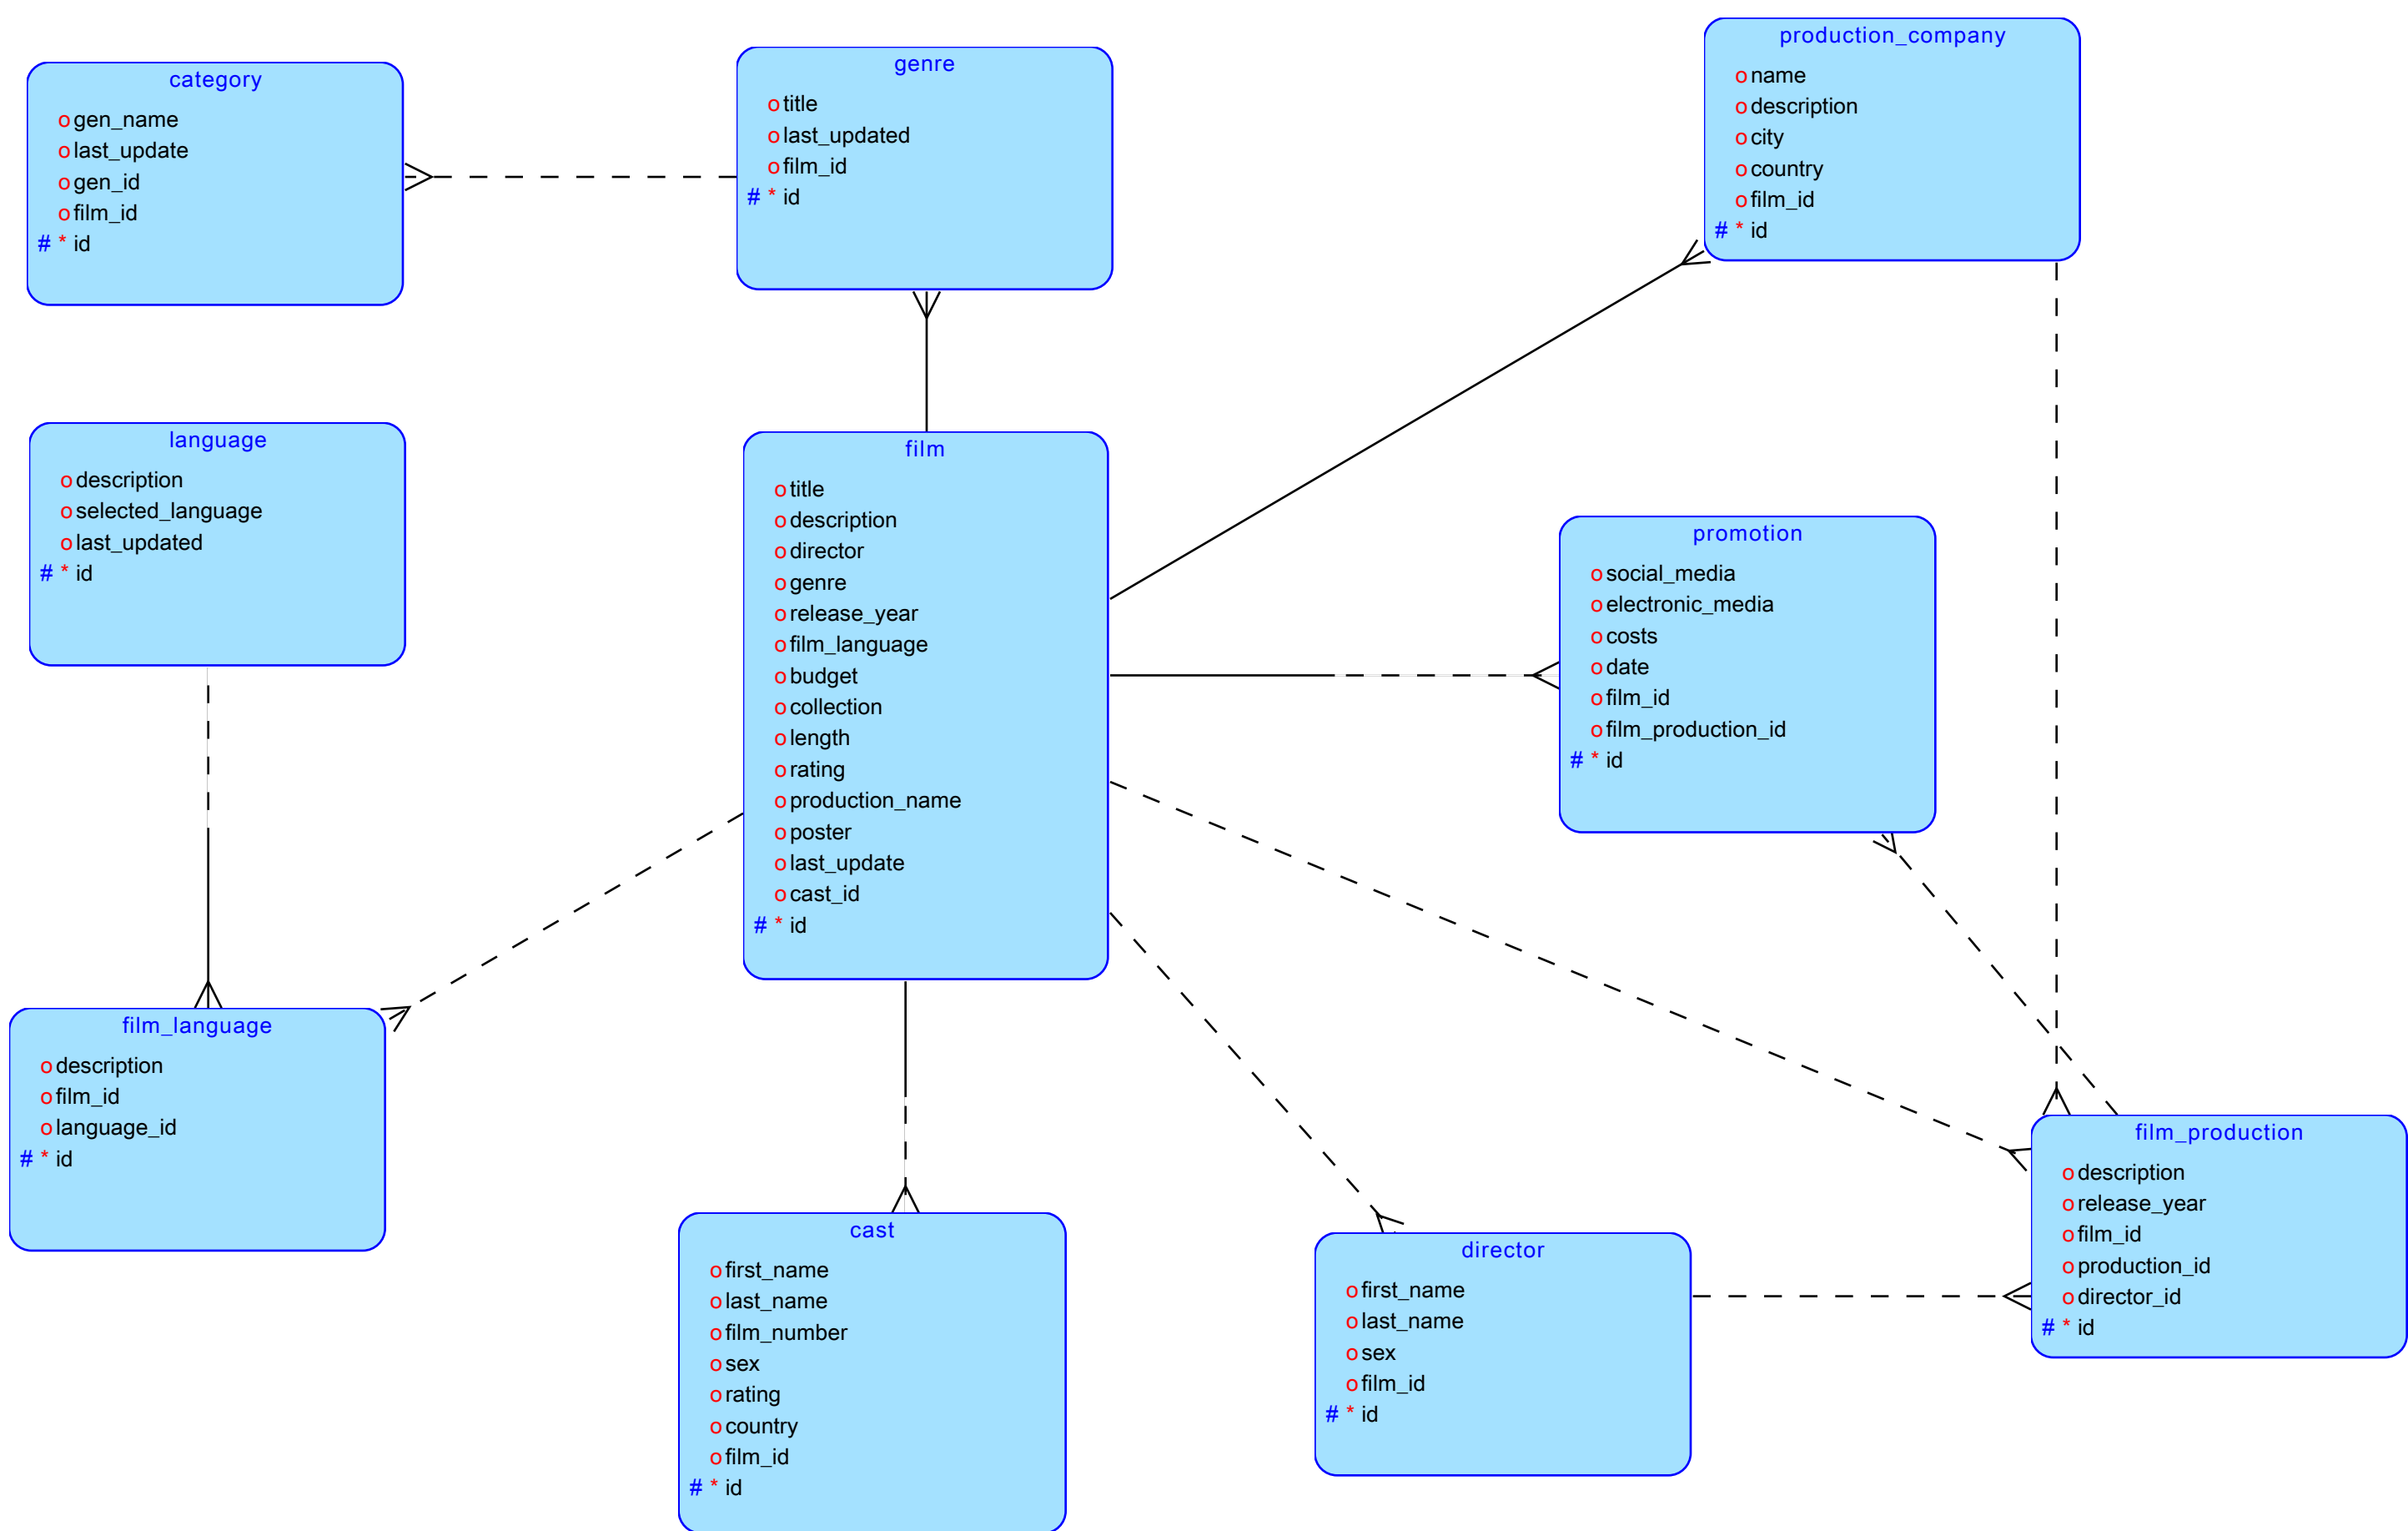 category
o gen_name
o last_update
o gen_id
o film_id
# * id
genre
o title
o last_updated
o film_id
# * id
production_company
o name
o description
o city
o country
o film_id
# * id
language
o description
o selected_language
o last_updated
# * id
film
o title
o description
o director
o genre
o release_year
o film_language
o budget
o collection
o length
o rating
o production_name
o poster
o last_update
o cast_id
# * id
promotion
o social_media
o electronic_media
o costs
o date
o film_id
o film_production_id
# * id
film_language
o description
o film_id
o language_id
# * id
cast
o first_name
o last_name
o film_number
o sex
o rating
o country
o film_id
# * id
director
o first_name
o last_name
o sex
o film_id
# * id
film_production
o description
o release_year
o film_id
o production_id
o director_id
# * id